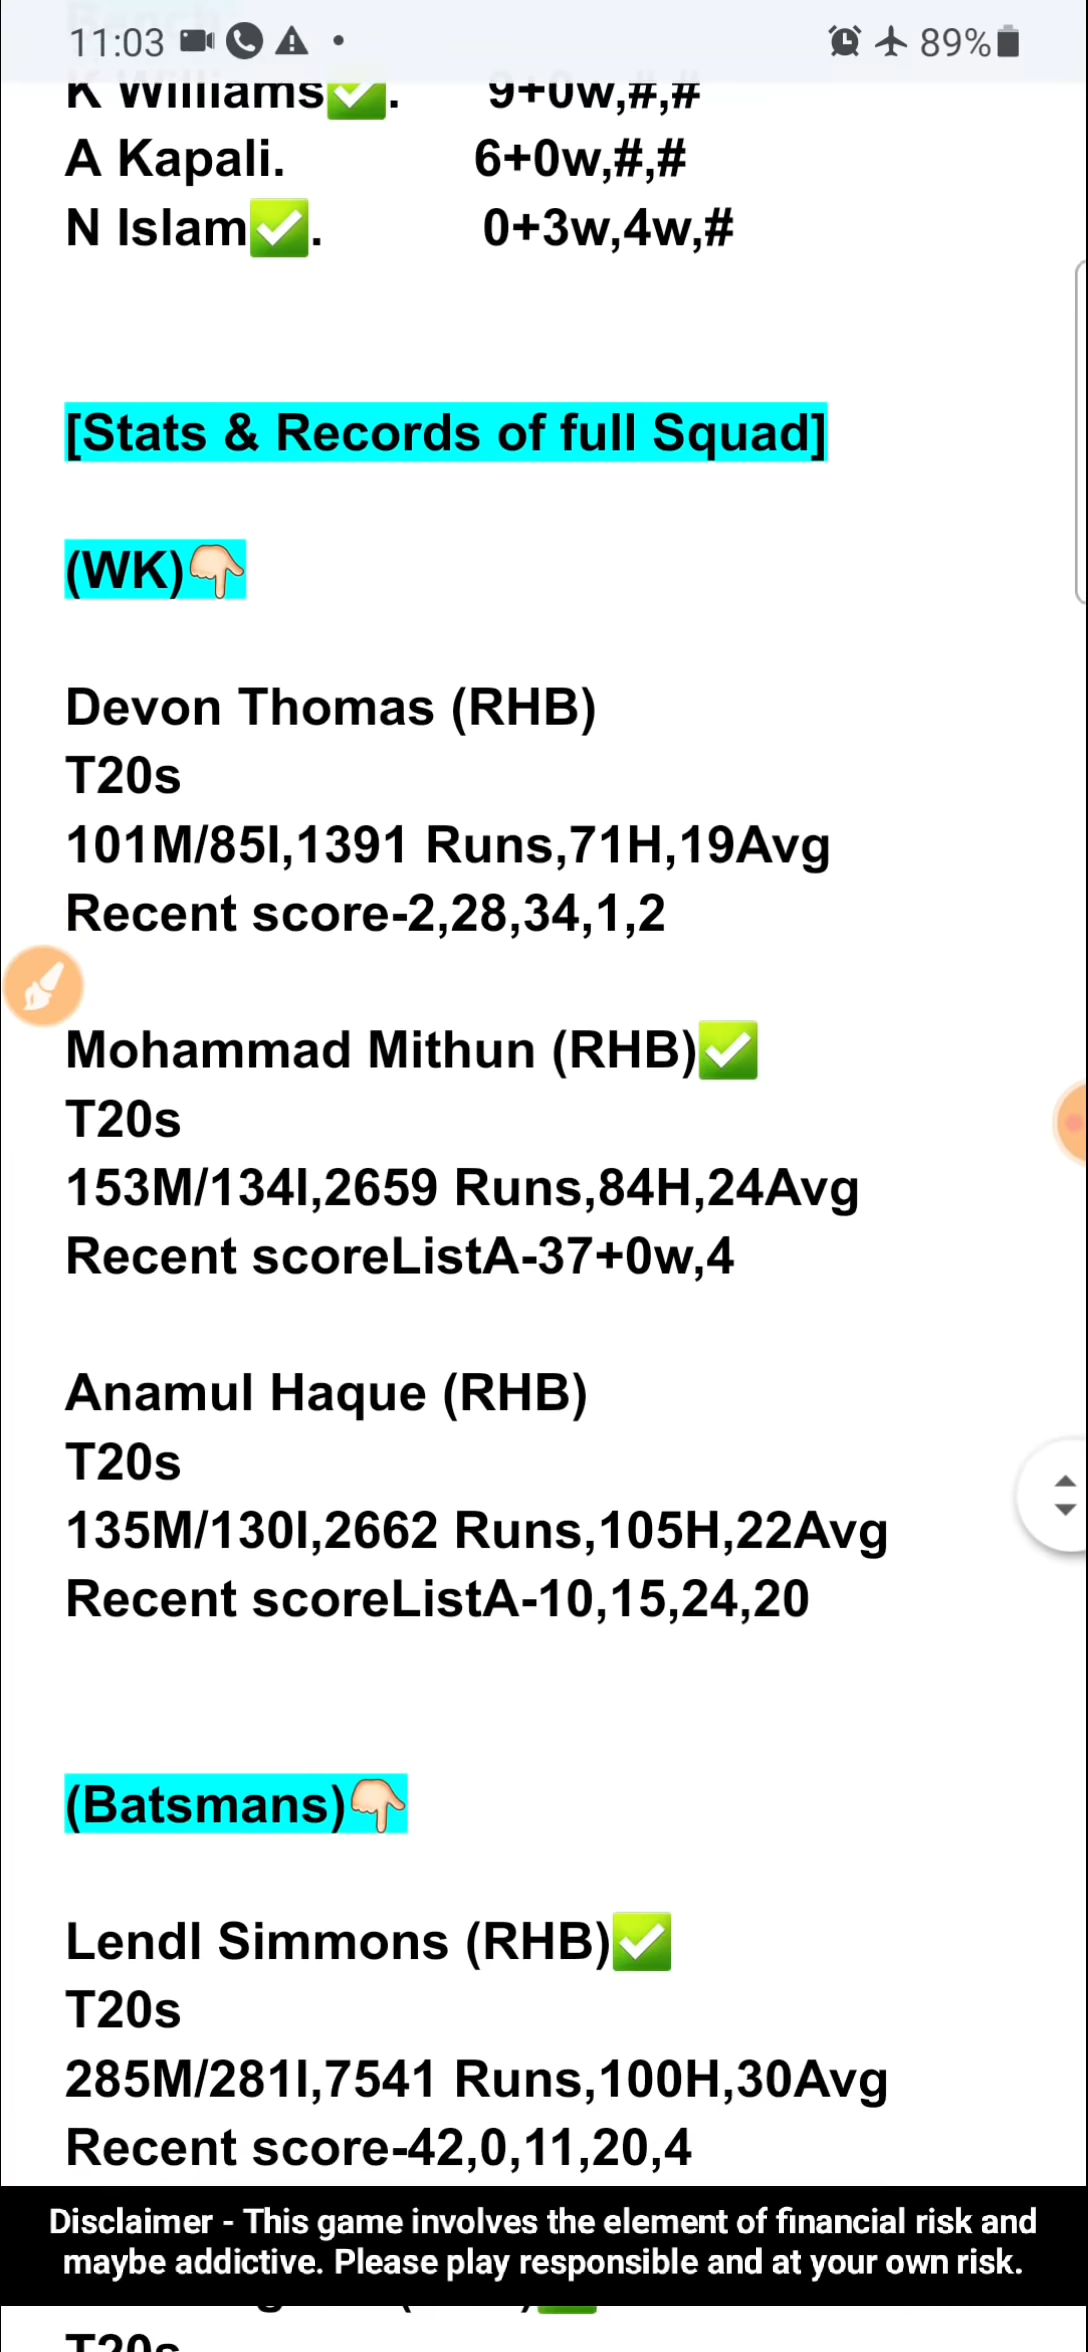 11:03
89%
K Williams✅. 9+0w,#,#
A Kapali. 6+0w,#,#
N Islam✅. 0+3w,4w,#
[Stats & Records of full Squad]
(WK)👇🏻
Devon Thomas (RHB)
T20s
101M/85I,1391 Runs,71H,19Avg
Recent score-2,28,34,1,2
Mohammad Mithun (RHB)✅
T20s
153M/134I,2659 Runs,84H,24Avg
Recent scoreListA-37+0w,4
Anamul Haque (RHB)
T20s
135M/130I,2662 Runs,105H,22Avg
Recent scoreListA-10,15,24,20
(Batsmans)👇🏻
Lendl Simmons (RHB)✅
T20s
285M/281I,7541 Runs,100H,30Avg
Recent score-42,0,11,20,4
Disclaimer - This game involves the element of financial risk and
maybe addictive. Please play responsible and at your own risk.
T20s